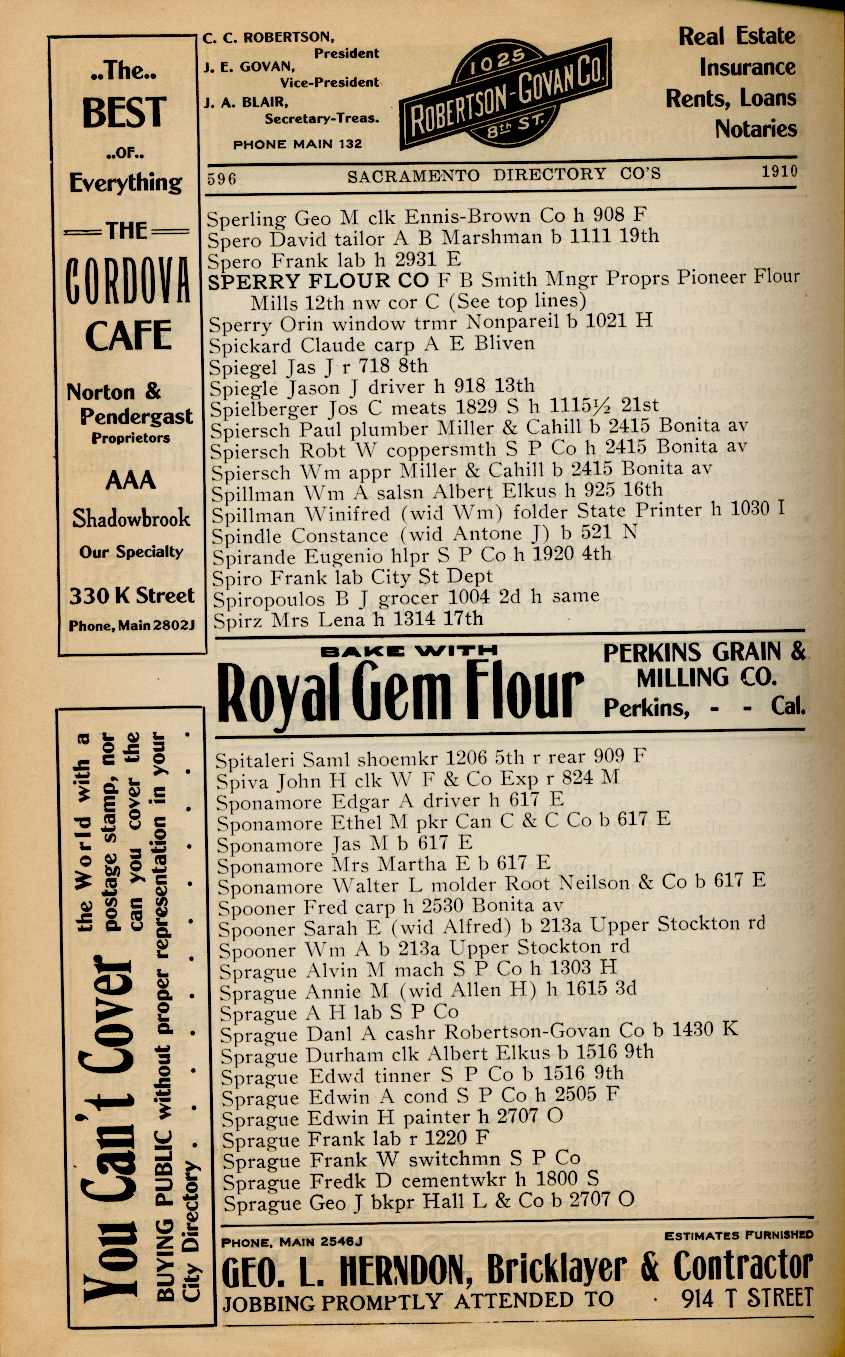 ..The..
BEST
..OF..
Everything
THE
CORDOVA
CAFE
Norton &
Pendergast
Proprietors
AAA
Shadowbrook
Our Specialty
330 K Street
Phone, Main 2802J
C. C. ROBERTSON,
President
J. E. GOVAN,
Vice-President
J. A. BLAIR,
Secretary-Treas.
PHONE MAIN 132
1025
ROBERTSON-GOVAN CO.
8th ST.
Real Estate
Insurance
Rents, Loans
Notaries
596 SACRAMENTO DIRECTORY CO'S 1910
Sperling Geo M clk Ennis-Brown Co h 908 F
Spero David tailor A B Marshman b 1111 19th
Spero Frank lab h 2931 E
SPERRY FLOUR CO F B Smith Mngr Proprs Pioneer Flour
Mills 12th nw cor C (See top lines)
Sperry Orin window trmr Nonpareil b 1021 H
Spickard Claude carp A E Bliven
Spiegel Jas J r 718 8th
Spiegle Jason J driver h 918 13th
Spielberger Jos C meats 1829 S h 1115½ 21st
Spiersch Paul plumber Miller & Cahill b 2415 Bonita av
Spiersch Robt W coppersmth S P Co h 2415 Bonita av
Spiersch Wm appr Miller & Cahill b 2415 Bonita av
Spillman Wm A salsn Albert Elkus h 925 16th
Spillman Winifred (wid Wm) folder State Printer h 1030 I
Spindle Constance (wid Antone J) b 521 N
Spirande Eugenio hlpr S P Co h 1920 4th
Spiro Frank lab City St Dept
Spiropoulos B J grocer 1004 2d h same
Spirz Mrs Lena h 1314 17th
BAKE WITH
Royal Gem Flour
PERKINS GRAIN &
MILLING CO.
Perkins, - - Cal.
You Can't Cover
the World with a
postage stamp, nor
can you cover the
BUYING PUBLIC without proper representation in your
City Directory . . . . . . . .
Spitaleri Saml shoemkr 1206 5th r rear 909 F
Spiva John H clk W F & Co Exp r 824 M
Sponamore Edgar A driver h 617 E
Sponamore Ethel M pkr Can C & C Co b 617 E
Sponamore Jas M b 617 E
Sponamore Mrs Martha E b 617 E
Sponamore Walter L molder Root Neilson & Co b 617 E
Spooner Fred carp h 2530 Bonita av
Spooner Sarah E (wid Alfred) b 213a Upper Stockton rd
Spooner Wm A b 213a Upper Stockton rd
Sprague Alvin M mach S P Co h 1303 H
Sprague Annie M (wid Allen H) h 1615 3d
Sprague A H lab S P Co
Sprague Danl A cashr Robertson-Govan Co b 1430 K
Sprague Durham clk Albert Elkus b 1516 9th
Sprague Edwd tinner S P Co b 1516 9th
Sprague Edwin A cond S P Co h 2505 F
Sprague Edwin H painter h 2707 O
Sprague Frank lab r 1220 F
Sprague Frank W switchmn S P Co
Sprague Fredk D cementwkr h 1800 S
Sprague Geo J bkpr Hall L & Co b 2707 O
PHONE, MAIN 2546J ESTIMATES FURNISHED
GEO. L. HERNDON, Bricklayer & Contractor
JOBBING PROMPTLY ATTENDED TO · 914 T STREET